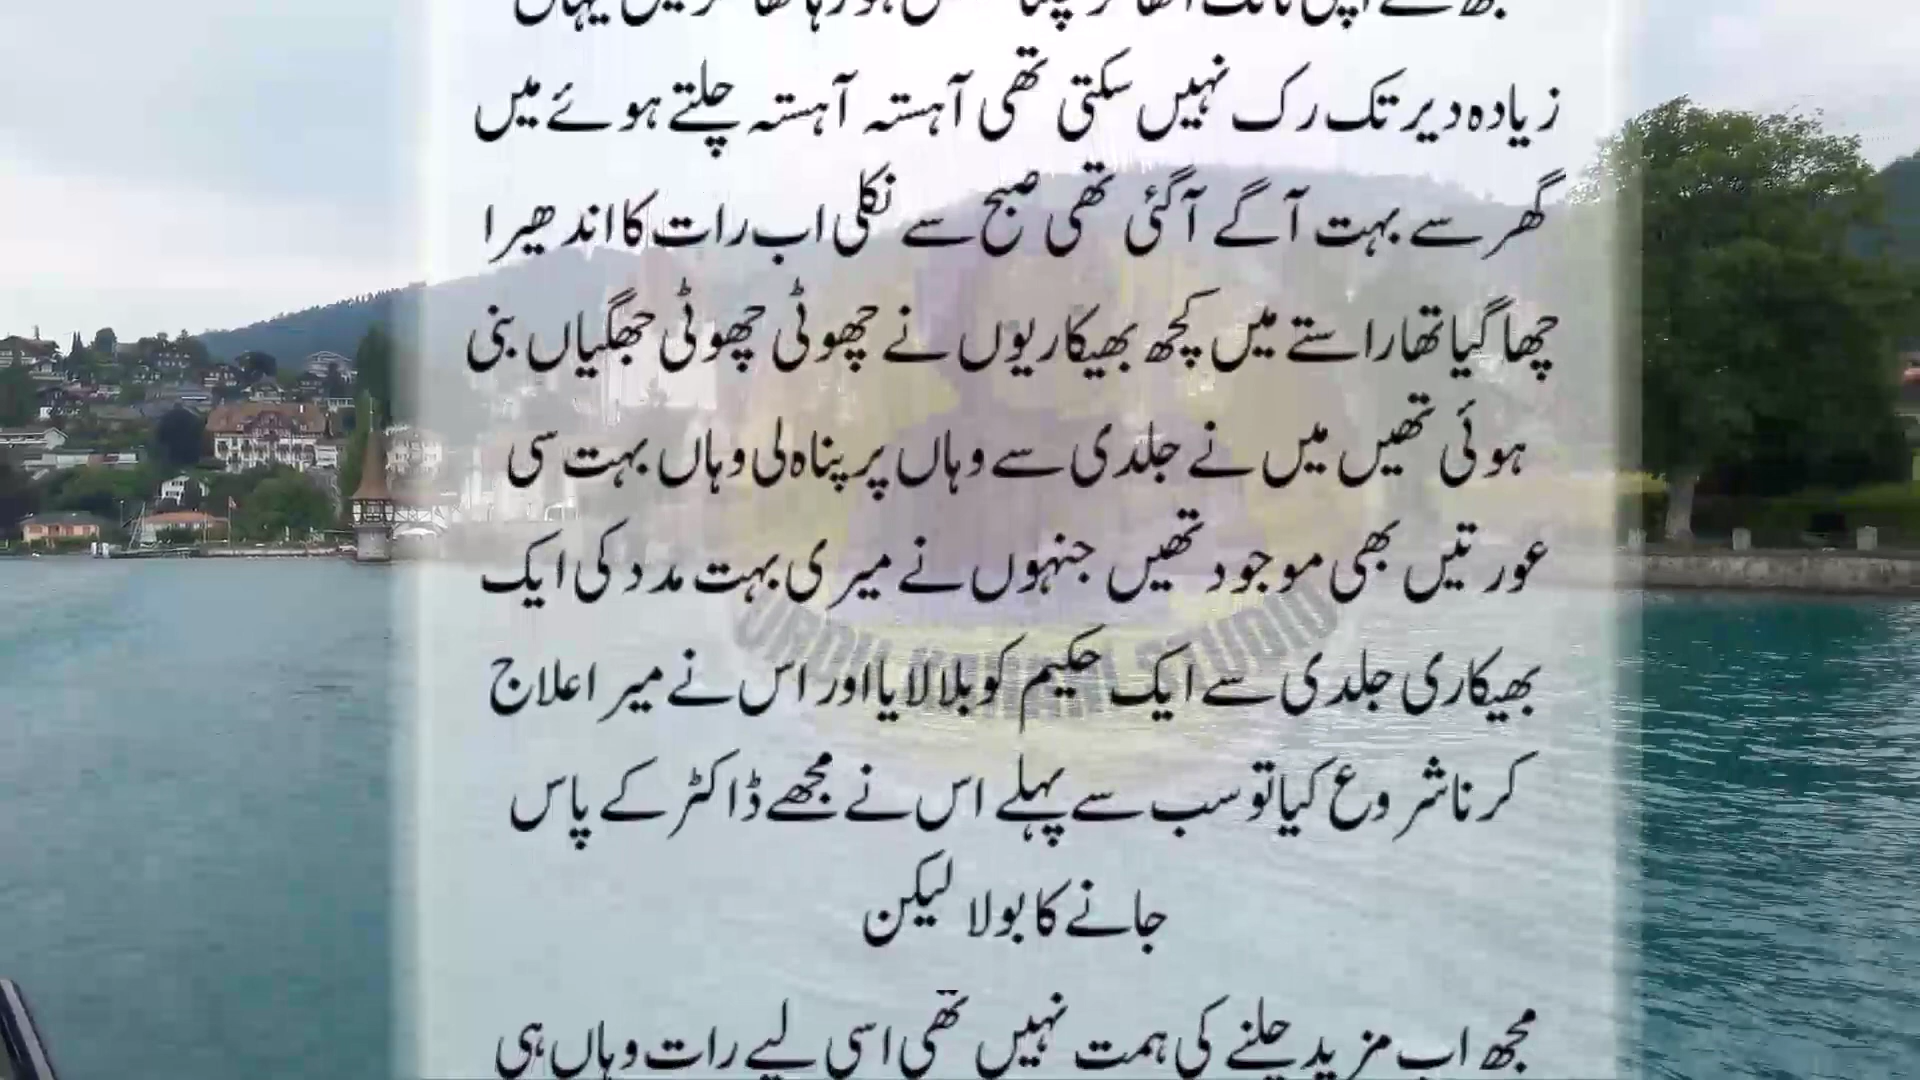 زیادہ دیر تک رک نہیں سکتی تھی آہستہ آہستہ چلتے ہوئے میں
گھر سے بہت آگے آگئی تھی صبح سے نکلی اب رات کا اندھیرا
چھا گیا تھا راستے میں کچھ بھیکاریوں نے چھوٹی چھوٹی جھگیاں بنی
ہوئی تھیں میں نے جلدی سے وہاں پر پناہ لی وہاں بہت سی
عورتیں بھی موجود تھیں جنہوں نے میری بہت مدد کی ایک
بھیکاری جلدی سے ایک حکیم کو بلا لایا اور اس نے میرا علاج
کرنا شروع کیا تو سب سے پہلے اس نے مجھے ڈاکٹر کے پاس
جانے کا بولا لیکن
مجھ اب مزید چلنے کی ہمت نہیں تھی اسی لیے رات وہاں ہی
URDU KAHANI STUDIO